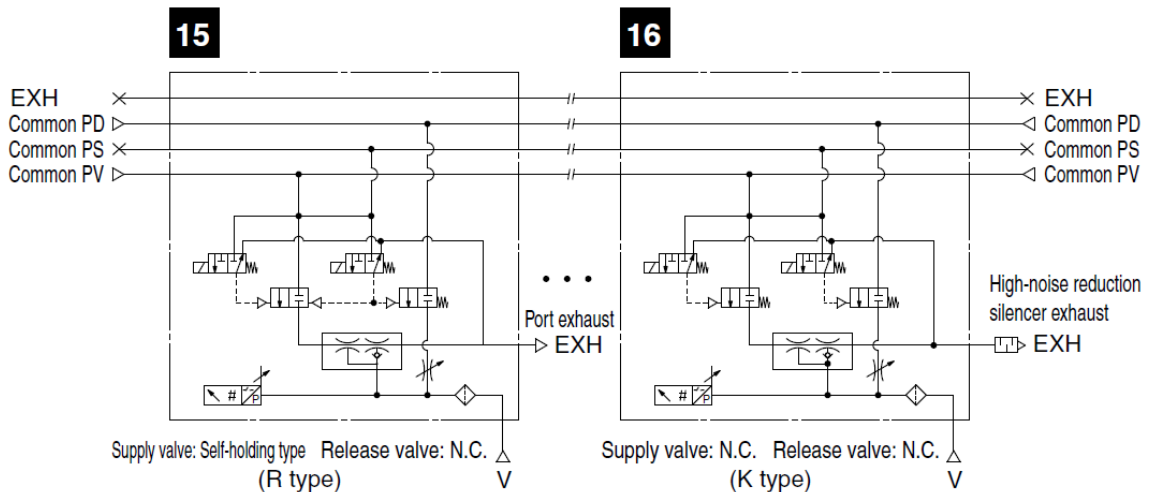 15
16
EXH
EXH
Common PD
Common PD
Common PS
Common PS
Common PV
Common PV
High-noise reduction
silencer exhaust
Port exhaust
EXH
EXH
# P
# P
Supply valve: Self-holding type Release valve: N.C.
Supply valve: N.C. Release valve: N.C.
(R type)
V
(K type)
V